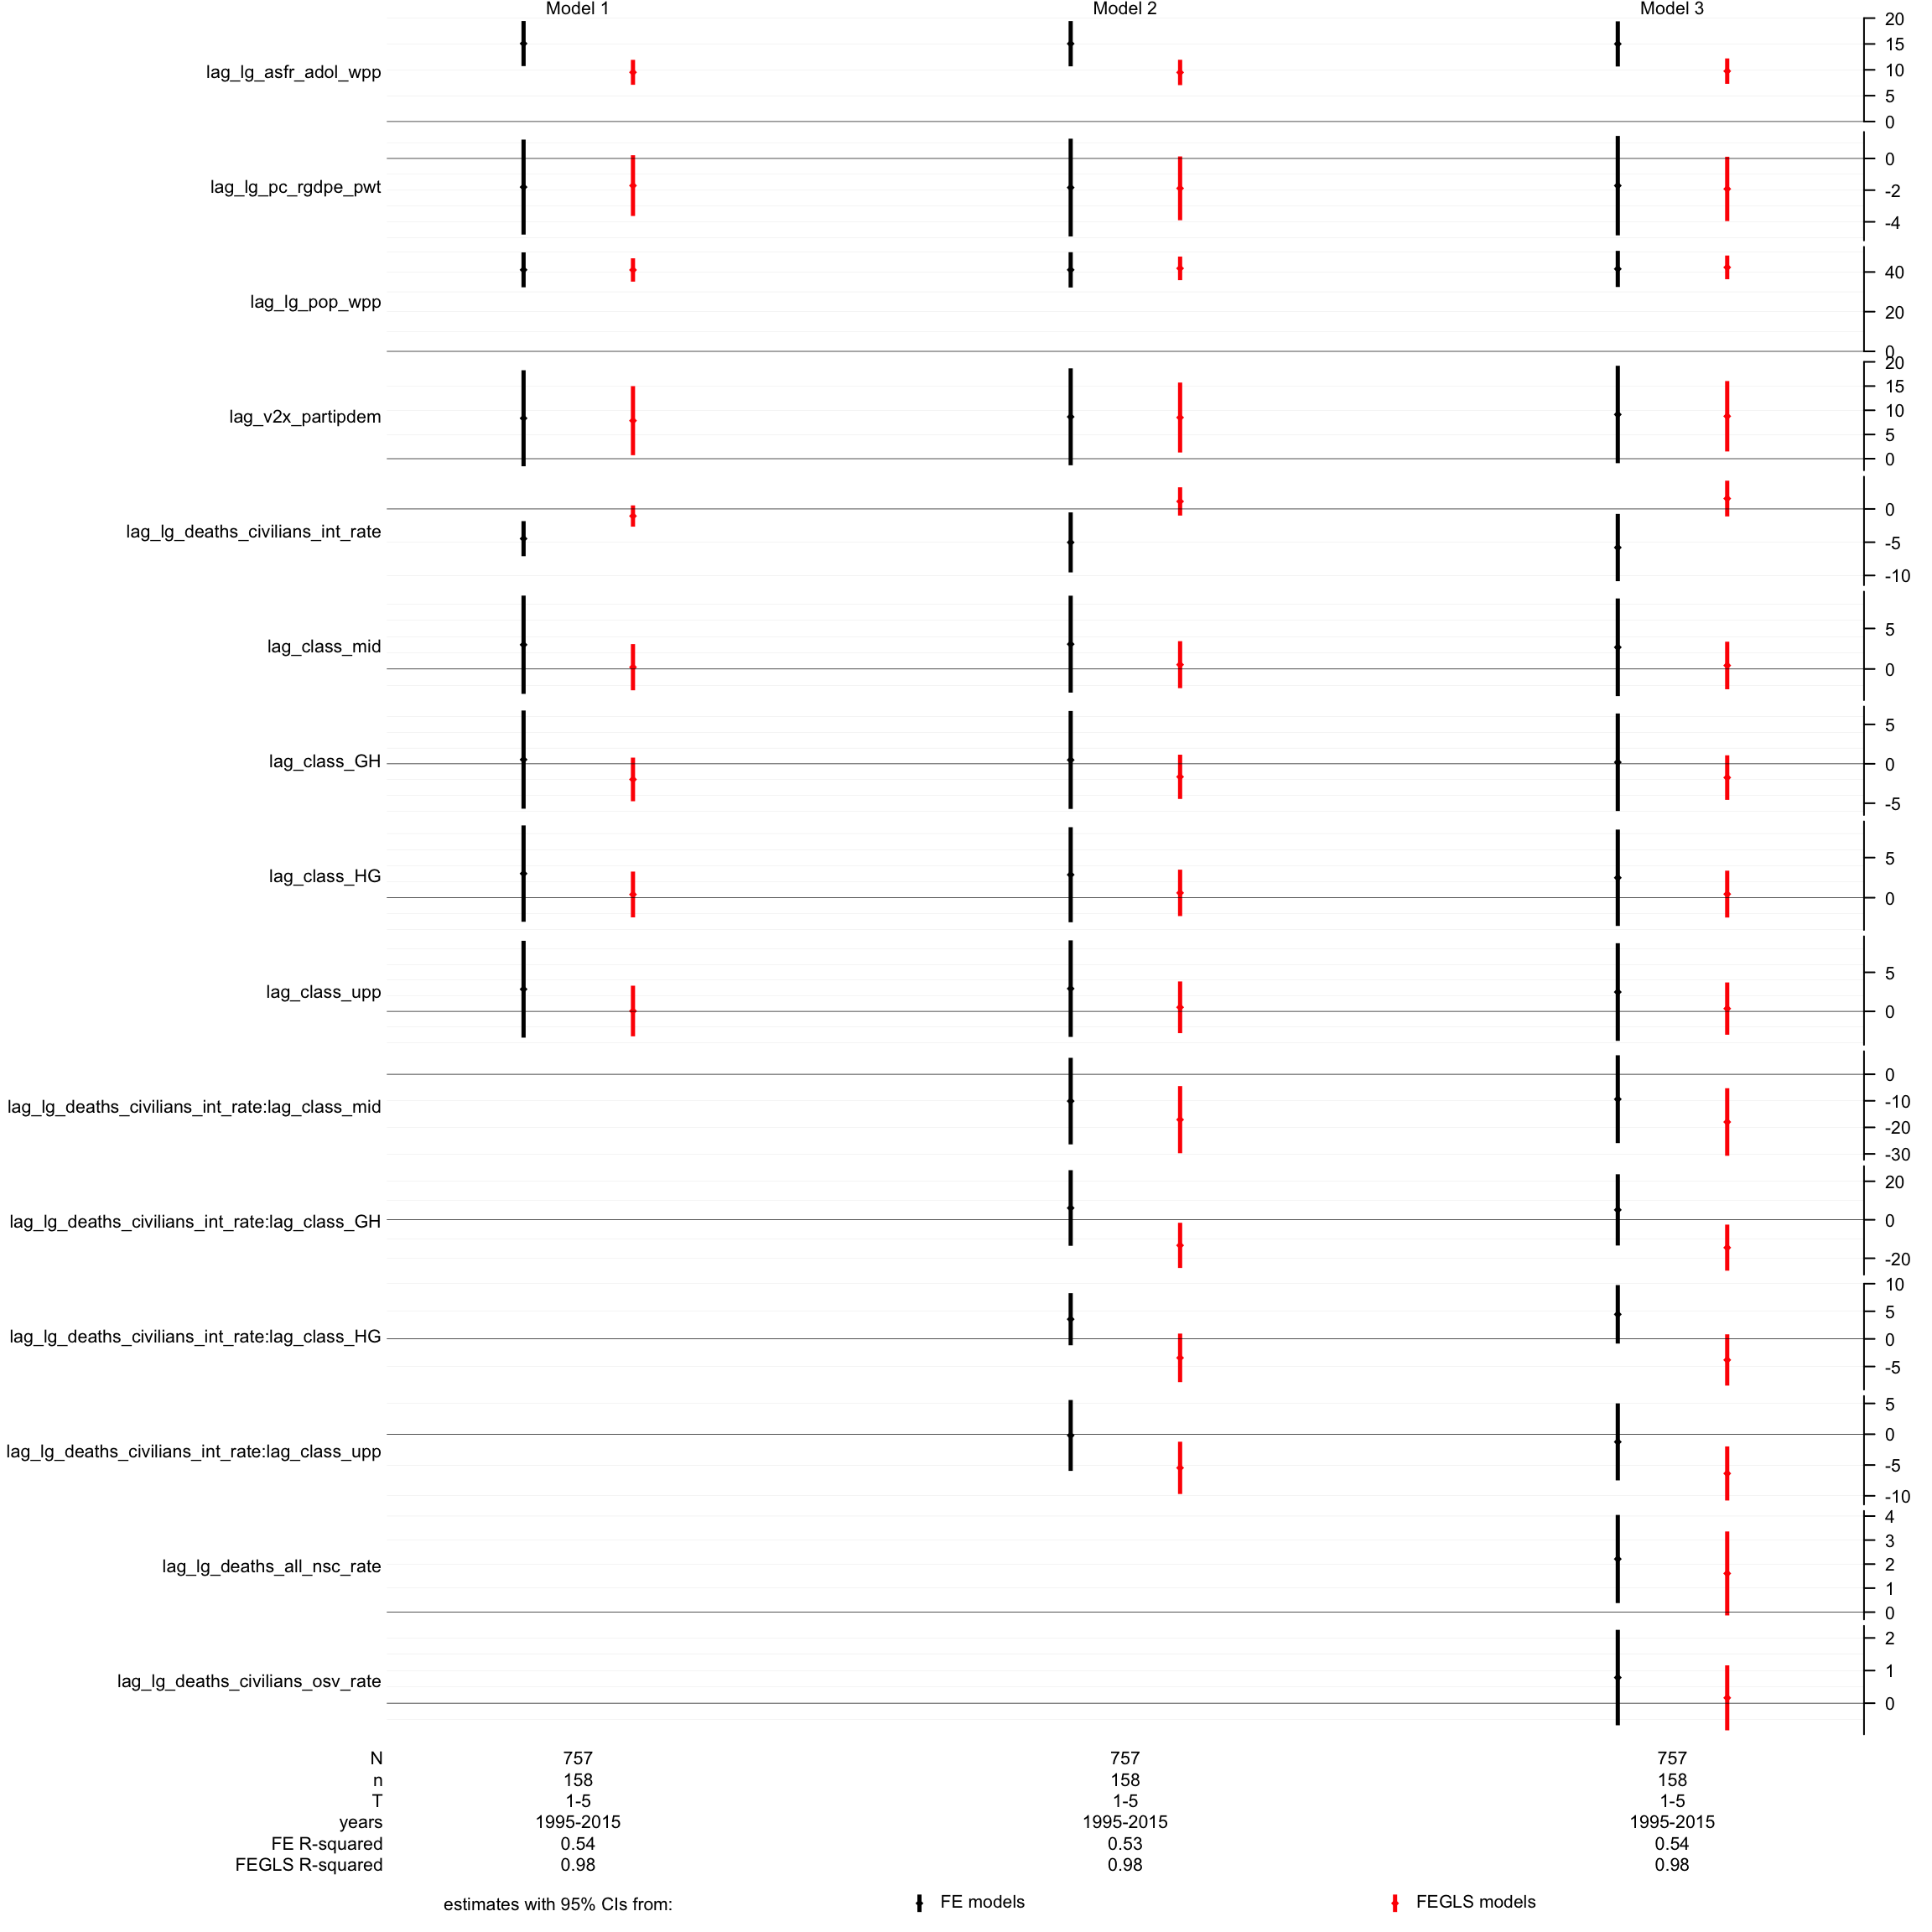 Model 1 Model 2 Model 3
lag_lg_asfr_adol_wpp
20
15
10
5
0
lag_lg_pc_rgdpe_pwt
0
-2
-4
lag_lg_pop_wpp
40
20
0
lag_v2x_partipdem
20
15
10
5
0
lag_lg_deaths_civilians_int_rate
0
-5
-10
lag_class_mid
5
0
lag_class_GH
5
0
-5
lag_class_HG
5
0
lag_class_upp
5
0
lag_lg_deaths_civilians_int_rate:lag_class_mid
0
-10
-20
-30
lag_lg_deaths_civilians_int_rate:lag_class_GH
20
0
-20
lag_lg_deaths_civilians_int_rate:lag_class_HG
10
5
0
-5
lag_lg_deaths_civilians_int_rate:lag_class_upp
5
0
-5
-10
lag_lg_deaths_all_nsc_rate
4
3
2
1
0
lag_lg_deaths_civilians_osv_rate
2
1
0
N 757 757 757
n 158 158 158
T 1-5 1-5 1-5
years 1995-2015 1995-2015 1995-2015
FE R-squared 0.54 0.53 0.54
FEGLS R-squared 0.98 0.98 0.98
estimates with 95% CIs from: FE models FEGLS models